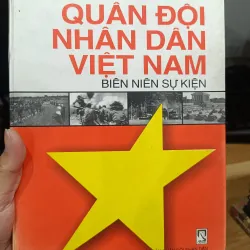 QUÂN ĐỘI
NHÂN DÂN
VIỆT NAM
BIÊN NIÊN SỰ KIỆN